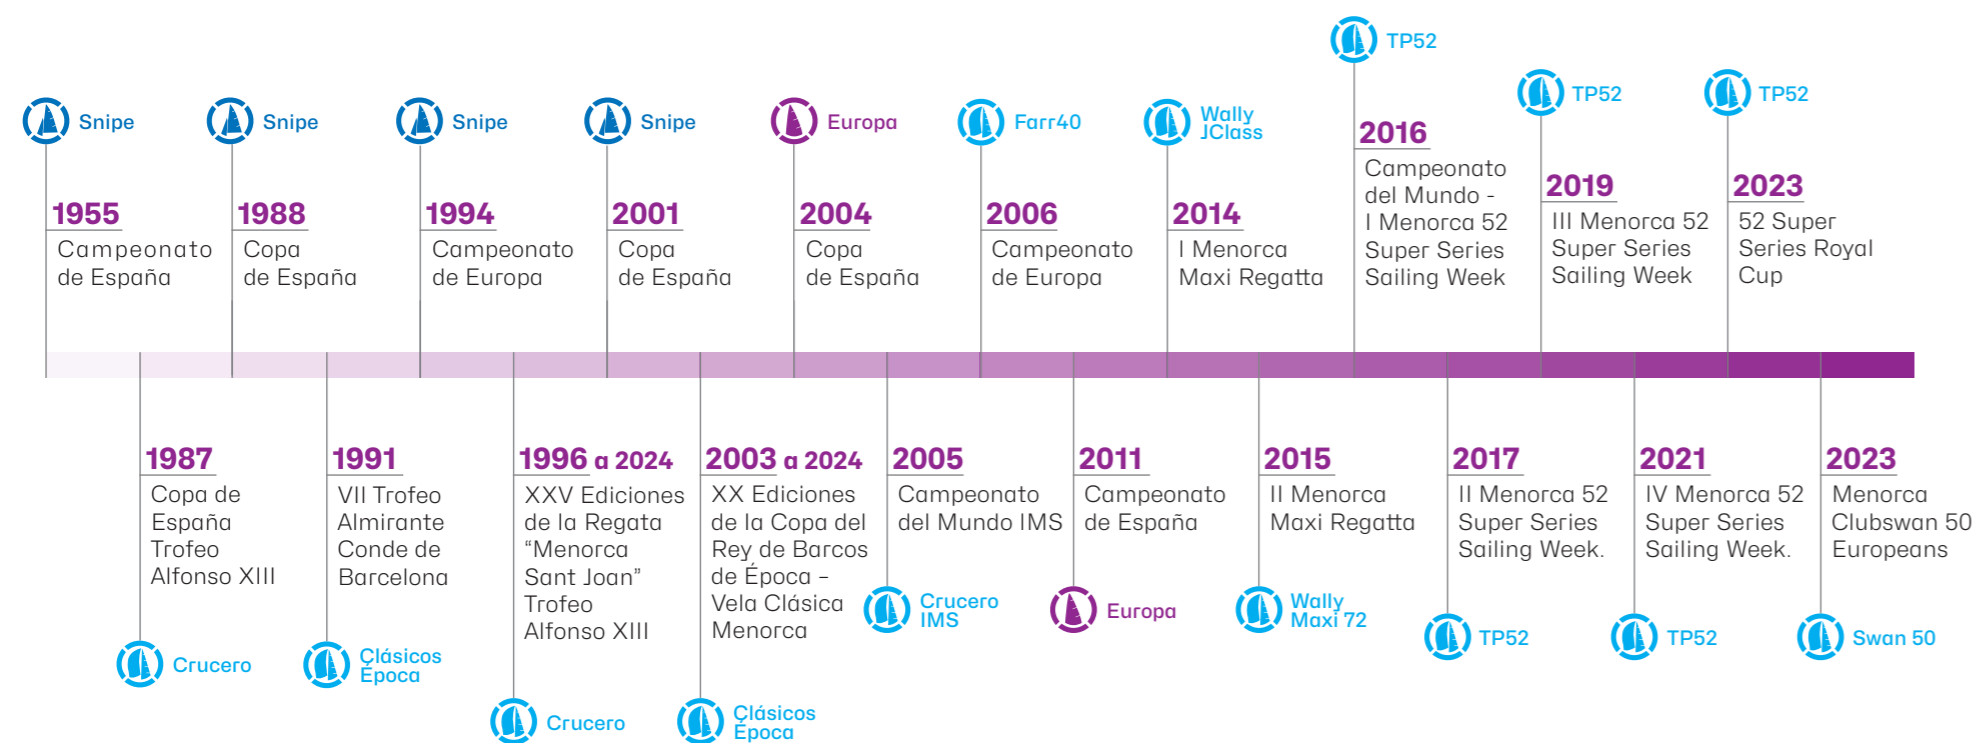 TP52
Snipe
Snipe
Snipe
Snipe
Europa
Farr40
Wally
JClass
TP52
TP52
1955
Campeonato
de España
1988
Copa
de España
1994
Campeonato
de Europa
2001
Copa
de España
2004
Copa
de España
2006
Campeonato
de Europa
2014
I Menorca
Maxi Regatta
2016
Campeonato
del Mundo -
I Menorca 52
Super Series
Sailing Week
2019
III Menorca 52
Super Series
Sailing Week
2023
52 Super
Series Royal
Cup
1987
Copa de
España
Trofeo
Alfonso XIII
Crucero
1991
VII Trofeo
Almirante
Conde de
Barcelona
Clásicos
Época
1996 a 2024
XXV Ediciones
de la Regata
“Menorca
Sant Joan”
Trofeo
Alfonso XIII
Crucero
2003 a 2024
XX Ediciones
de la Copa del
Rey de Barcos
de Época –
Vela Clásica
Menorca
Clásicos
Época
2005
Campeonato
del Mundo IMS
Crucero
IMS
2011
Campeonato
de España
Europa
2015
II Menorca
Maxi Regatta
Wally
Maxi 72
2017
II Menorca 52
Super Series
Sailing Week.
TP52
2021
IV Menorca 52
Super Series
Sailing Week.
TP52
2023
Menorca
Clubswan 50
Europeans
Swan 50